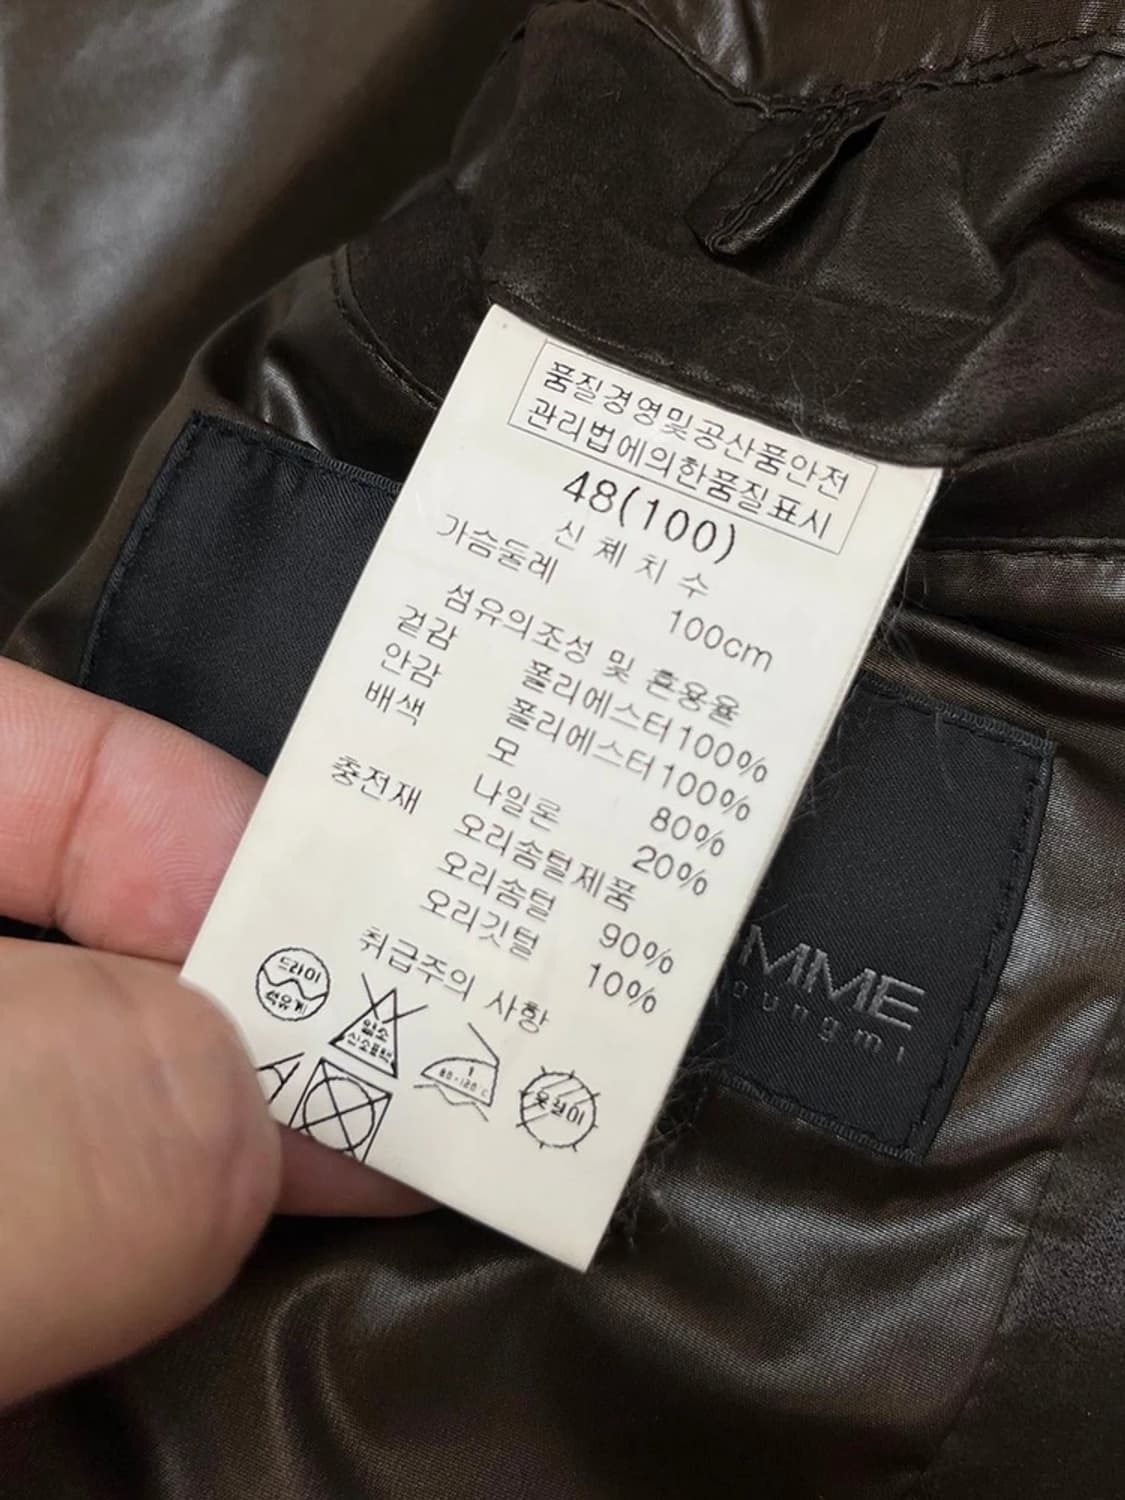 품질경영및공산품안전
관리법에의한품질표시
48(100)
신 체 치 수
가슴둘레 100cm
섬유의조성 및 혼용율
겉감 폴리에스터100%
안감 폴리에스터100%
배색 모 80%
나일론 20%
충전재 오리솜털제품
오리솜털 90%
오리깃털 10%
취급주의 사항
드라이
석유계
염소
산소표백
1
80-120℃
옷걸이
MME
oungmi